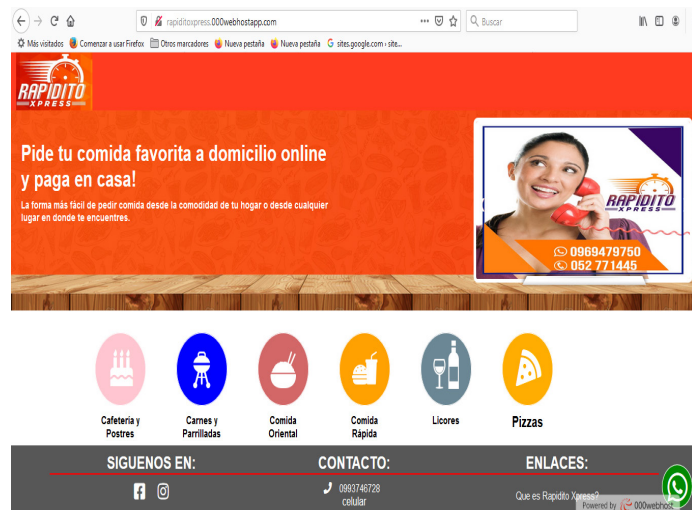 rapiditoxpress.000webhostapp.com
Buscar
Más visitados Comenzar a usar Firefox Otros marcadores Nueva pestaña Nueva pestaña sites.google.com › site...
RAPIDITO
XPRESS
Pide tu comida favorita a domicilio online
y paga en casa!
La forma más fácil de pedir comida desde la comodidad de tu hogar o desde cualquier
lugar en donde te encuentres.
RAPIDITO
XPRESS
0969479750
052 771445
Cafeteria y
Postres
Carnes y
Parrilladas
Comida
Oriental
Comida
Rápida
Licores
Pizzas
SIGUENOS EN:
CONTACTO:
0993746728
celular
ENLACES:
Que es Rapidito Xpress?
Powered by 000webhost